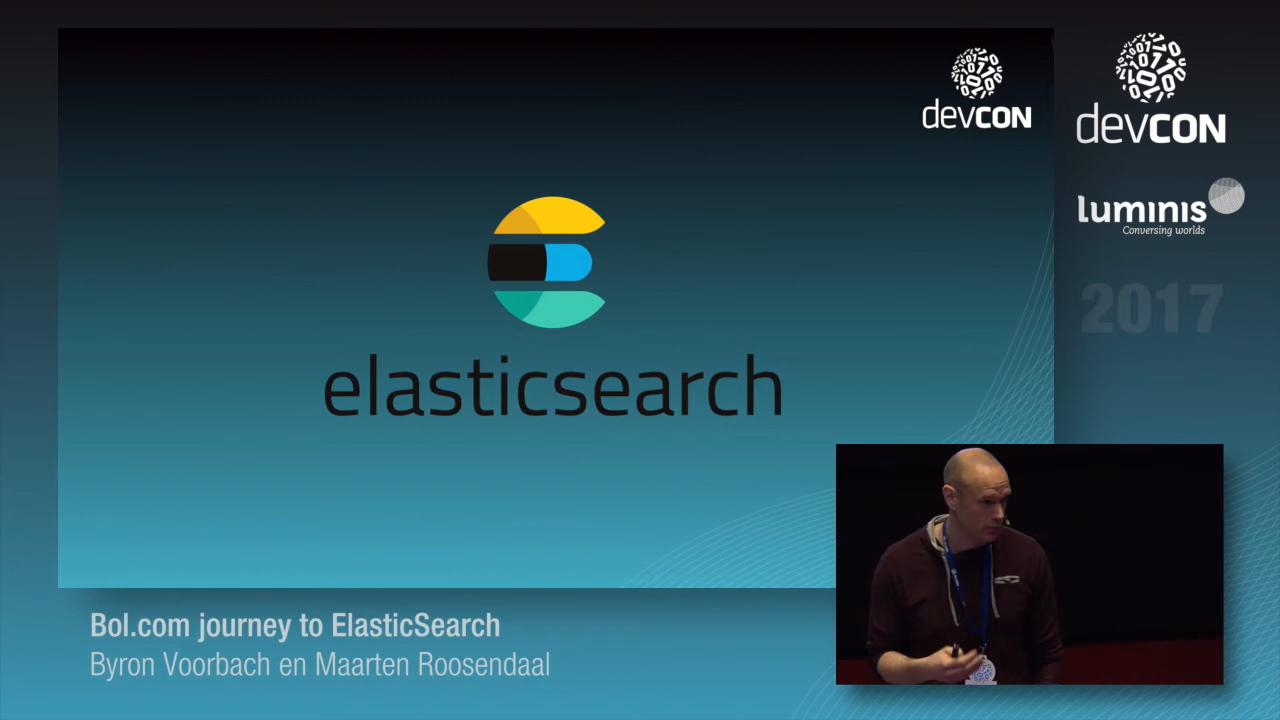 devcon
devcon
luminis
Conversing worlds
2017
elasticsearch
Bol.com journey to ElasticSearch
Byron Voorbach en Maarten Roosendaal